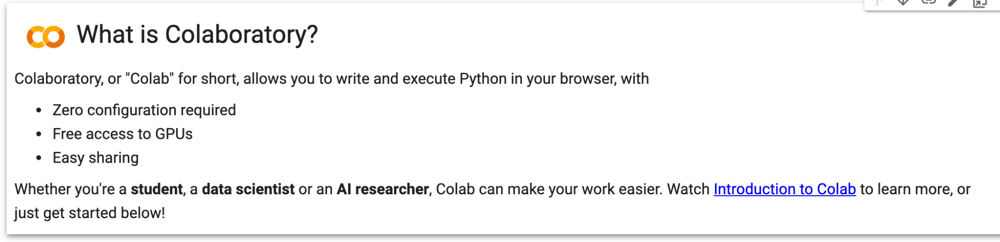 What is Colaboratory?
Colaboratory, or "Colab" for short, allows you to write and execute Python in your browser, with
• Zero configuration required
• Free access to GPUs
• Easy sharing
Whether you're a student, a data scientist or an AI researcher, Colab can make your work easier. Watch Introduction to Colab to learn more, or
just get started below!